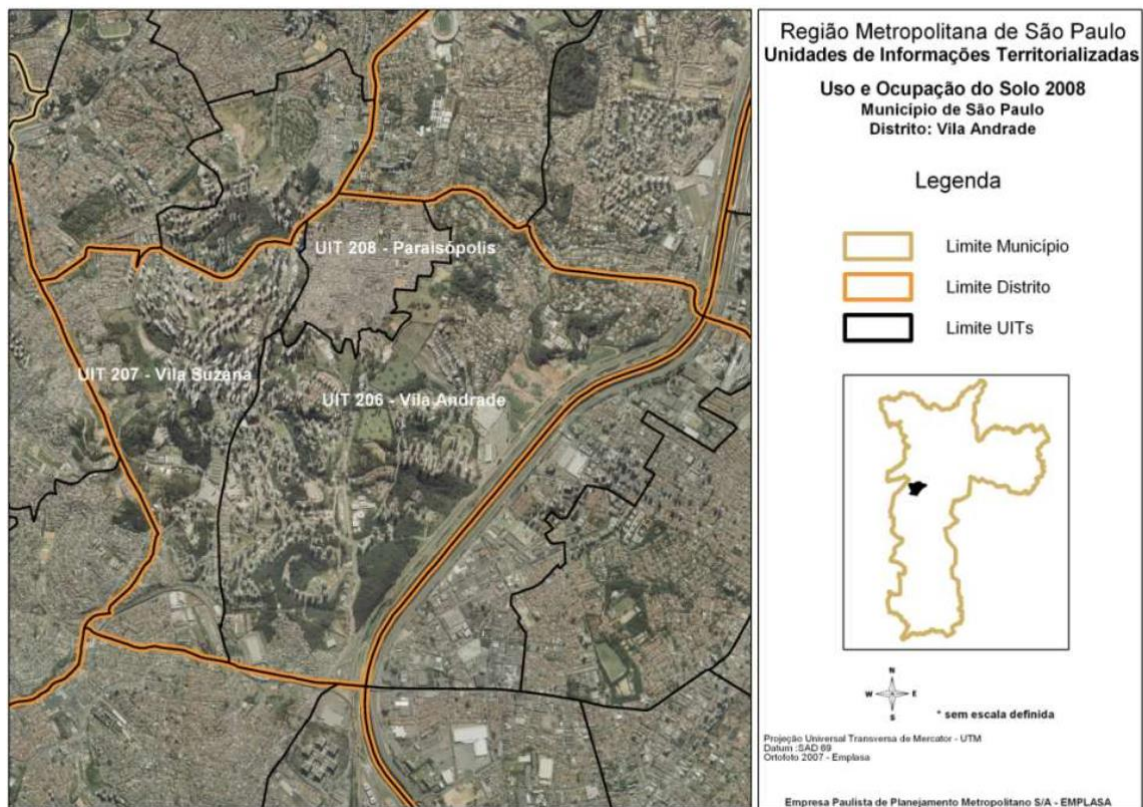 Região Metropolitana de São Paulo
Unidades de Informações Territorializadas
Uso e Ocupação do Solo 2008
Município de São Paulo
Distrito: Vila Andrade
Legenda
Limite Município
Limite Distrito
Limite UITs
UIT 208 - Paraisópolis
UIT 207 - Vila Suzana
UIT 206 - Vila Andrade
N
W E
S
* sem escala definida
Projeção Universal Transversa de Mercator - UTM
Datum :SAD 69
Ortofoto 2007 - Emplasa
Empresa Paulista de Planejamento Metropolitano S/A - EMPLASA